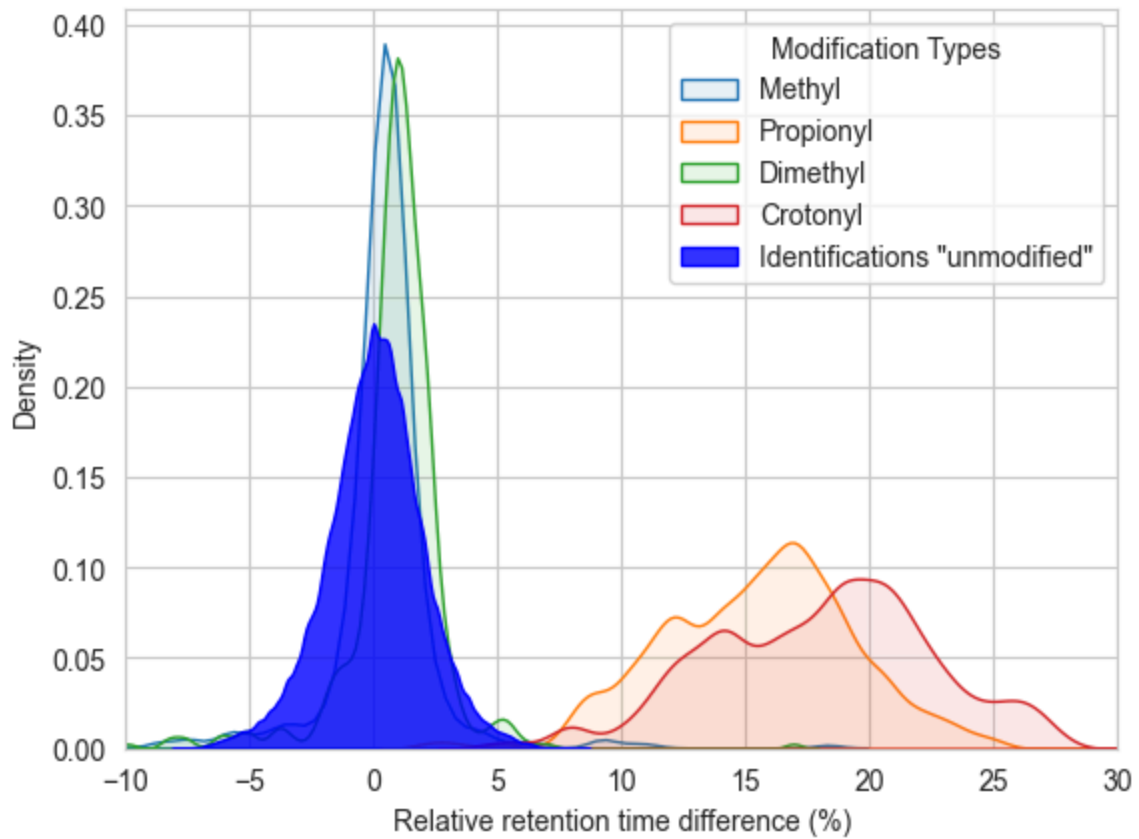 0.40
0.35
0.30
0.25
0.20
0.15
0.10
0.05
0.00
Density
Modification Types
Methyl
Propionyl
Dimethyl
Crotonyl
Identifications "unmodified"
−10 −5 0 5 10 15 20 25 30
Relative retention time difference (%)